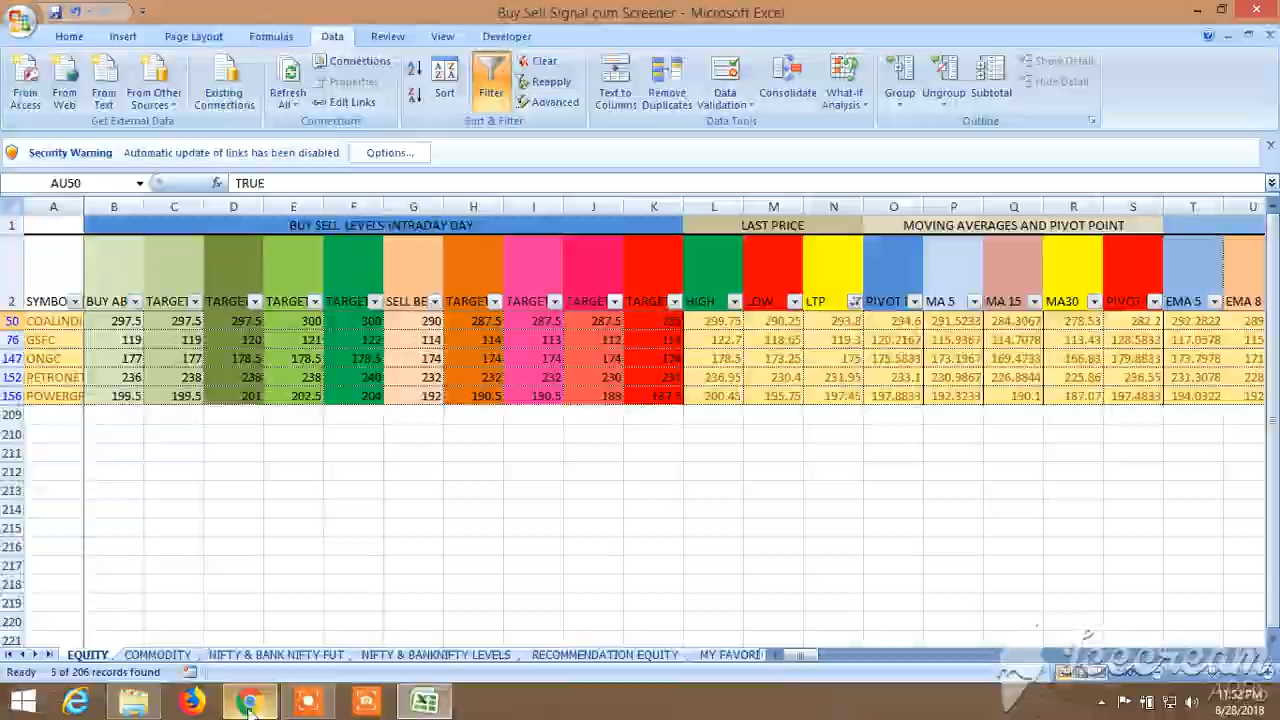 Buy Sell Signal cum Screener - Microsoft Excel
Home Insert Page Layout Formulas Data Review View Developer
From Access
From Web
From Text
From Other Sources
Existing Connections
Refresh All
Connections
Properties
Edit Links
Sort
Filter
Clear
Reapply
Advanced
Text to Columns
Remove Duplicates
Data Validation
Consolidate
What-If Analysis
Group
Ungroup
Subtotal
Show Detail
Hide Detail
Get External Data Connections Sort & Filter Data Tools Outline
Security Warning Automatic update of links has been disabled Options...
AU50 fx TRUE
A B C D E F G H I J K L M N O P Q R S T U
1 BUY SELL LEVELS INTRADAY DAY LAST PRICE MOVING AVERAGES AND PIVOT POINT
2 SYMBO BUY AB TARGET TARGET TARGET TARGET SELL BE TARGET TARGET TARGET TARGET HIGH LOW LTP PIVOT MA 5 MA 15 MA30 PIVOT EMA 5 EMA 8
50 COALINDI 297.5 297.5 297.5 300 300 290 287.5 287.5 287.5 285 299.75 290.25 293.8 294.6 291.5233 284.3067 278.53 282.2 292.2822 289
76 GSFC 119 119 120 121 122 114 114 113 112 122.7 118.65 119.3 120.2167 115.9367 114.7078 113.4
147 ONGC 177 177 178.5 178.5 178.5 174 174 174 174 174 178.5 173.25 175 175.5833 173.1967 169.4733 166.83 179.8833 173.7978 171
152 PETRONET 236 238 238 238 240 232 232 232 230 236.95 230.4 231.95 233.1 230.9867 226.8844 225.86 236.55 231.3078 228
156 POWERGR 199.5 199.5 201 202.5 204 192 190.5 190.5 189 187.5 200.45 195.75 197.45 197.8833 192.3233 190.1 187.07 197.4833 194.0322 192
209
210
211
212
213
214
215
216
217
218
219
220
221
EQUITY COMMODITY NIFTY & BANK NIFTY FUT NIFTY & BANKNIFTY LEVELS RECOMMENDATION EQUITY MY FAVORI
Ready 5 of 206 records found
Icecream
Apps
11:52 PM
8/28/2018